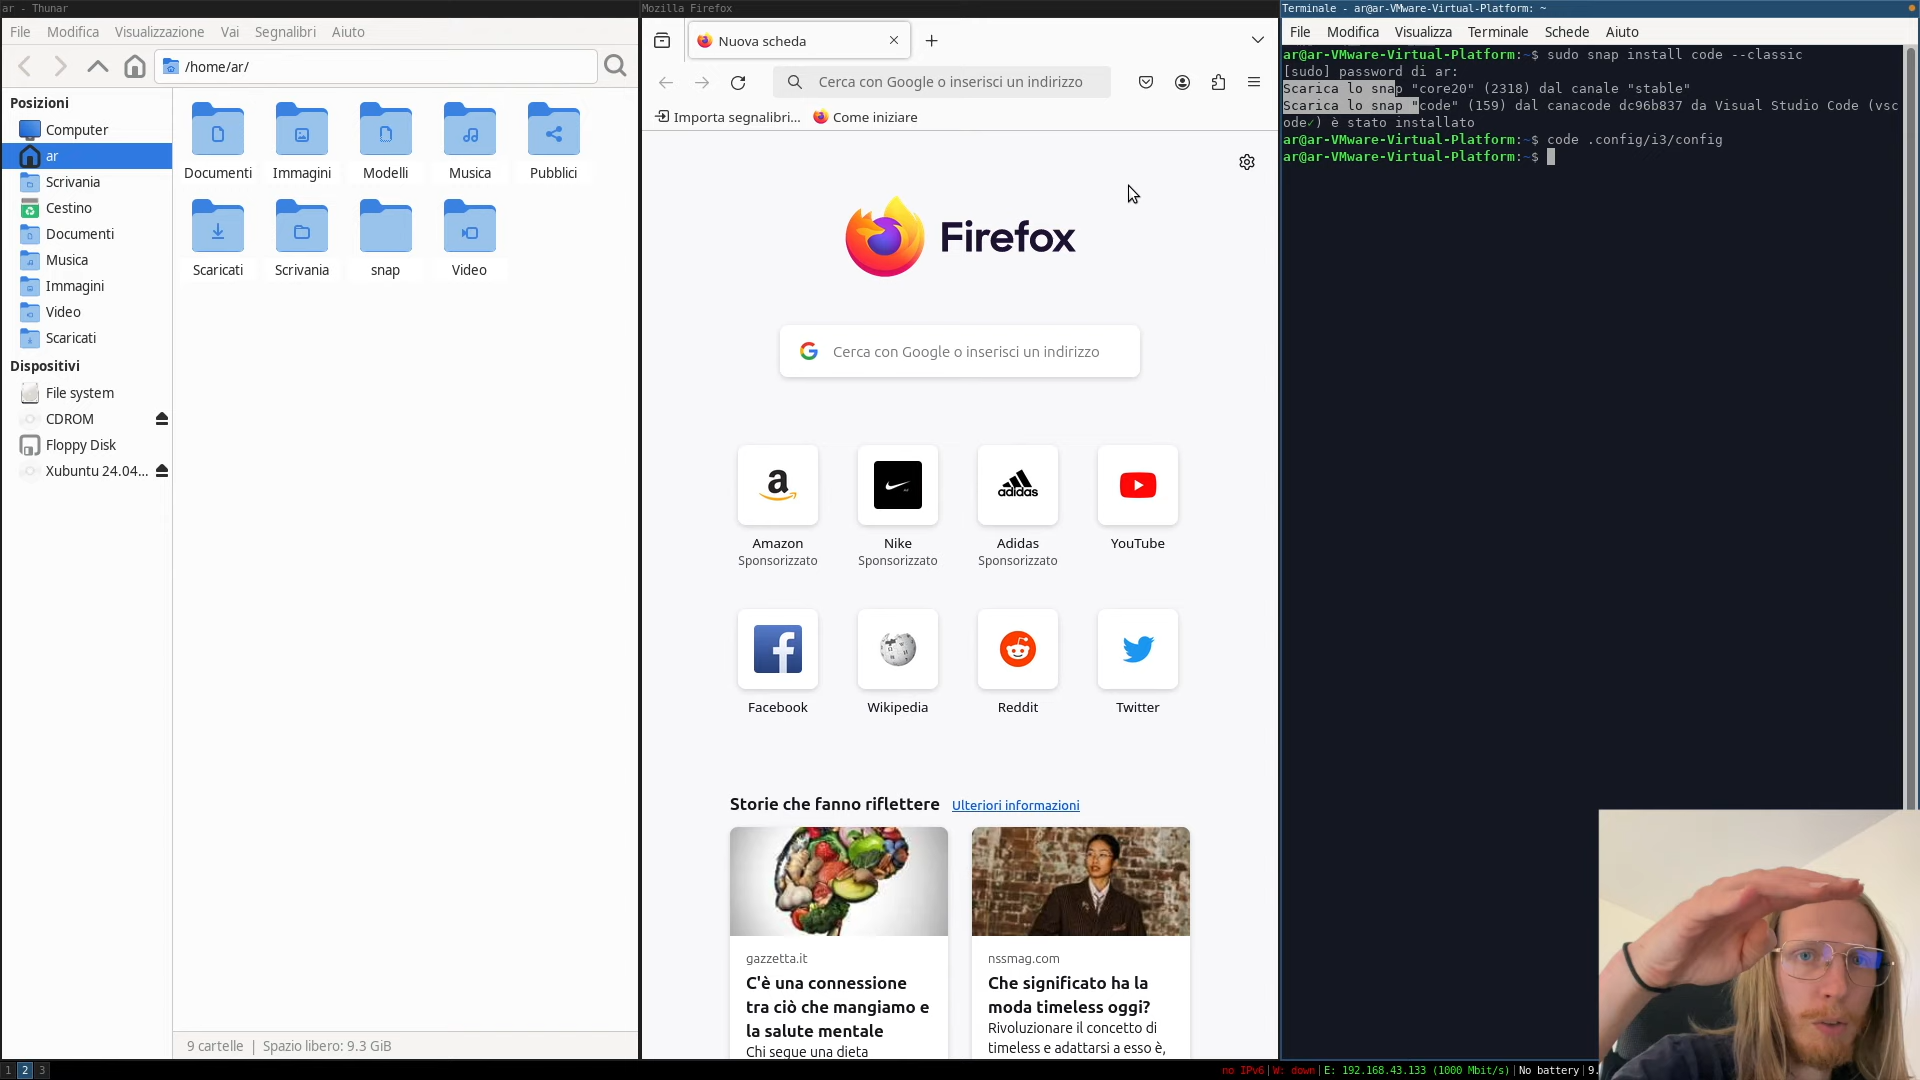 ar - Thunar
File Modifica Visualizzazione Vai Segnalibri Aiuto
/home/ar/
Posizioni
Computer
ar
Scrivania
Cestino
Documenti
Musica
Immagini
Video
Scaricati
Dispositivi
File system
CDROM
Floppy Disk
Xubuntu 24.04...
Documenti Immagini Modelli Musica Pubblici
Scaricati Scrivania snap Video
9 cartelle | Spazio libero: 9.3 GiB
Mozilla Firefox
Nuova scheda
Cerca con Google o inserisci un indirizzo
Importa segnalibri... Come iniziare
Firefox
Cerca con Google o inserisci un indirizzo
a
adidas
Amazon Nike Adidas YouTube
Sponsorizzato Sponsorizzato Sponsorizzato
Facebook Wikipedia Reddit Twitter
Storie che fanno riflettere Ulteriori informazioni
gazzetta.it
C'è una connessione
tra ciò che mangiamo e
la salute mentale
Chi segue una dieta
nssmag.com
Che significato ha la
moda timeless oggi?
Rivoluzionare il concetto di
timeless e adattarsi a esso è,
Terminale - ar@ar-VMware-Virtual-Platform: ~
File Modifica Visualizza Terminale Schede Aiuto
ar@ar-VMware-Virtual-Platform:~$ sudo snap install code --classic
[sudo] password di ar:
Scarica lo snap "core20" (2318) dal canale "stable"
Scarica lo snap "code" (159) dal canacode dc96b837 da Visual Studio Code (vsc
ode✓) è stato installato
ar@ar-VMware-Virtual-Platform:~$ code .config/i3/config
ar@ar-VMware-Virtual-Platform:~$
1 2 3
no IPv6|W: down|E: 192.168.43.133 (1000 Mbit/s)|No battery|9.